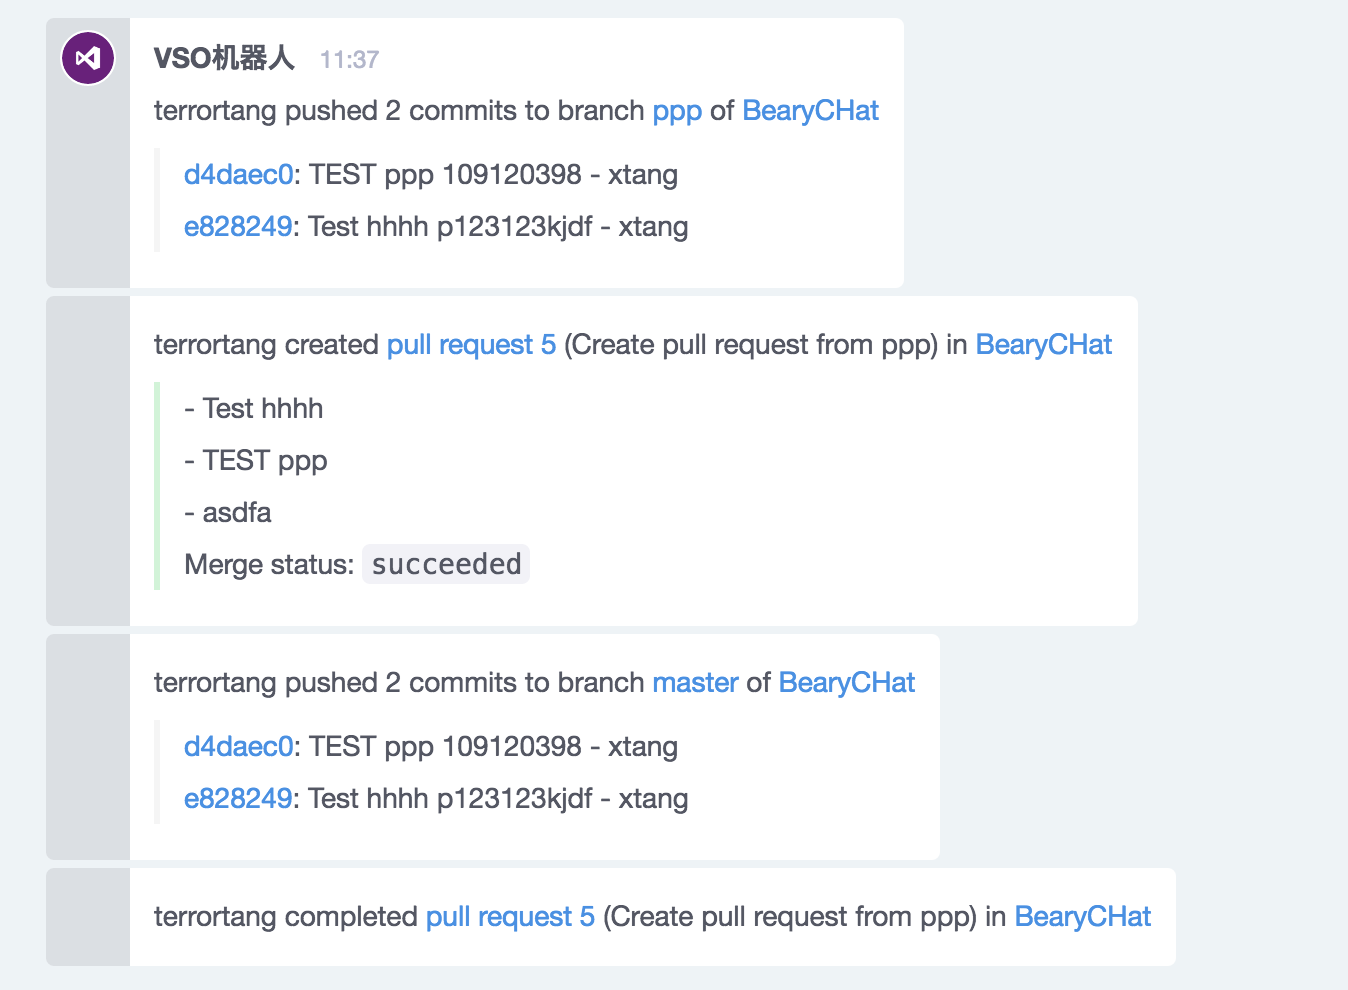 VSO机器人 11:37
terrortang pushed 2 commits to branch ppp of BearyCHat
d4daec0: TEST ppp 109120398 - xtang
e828249: Test hhhh p123123kjdf - xtang
terrortang created pull request 5 (Create pull request from ppp) in BearyCHat
- Test hhhh
- TEST ppp
- asdfa
Merge status: succeeded
terrortang pushed 2 commits to branch master of BearyCHat
d4daec0: TEST ppp 109120398 - xtang
e828249: Test hhhh p123123kjdf - xtang
terrortang completed pull request 5 (Create pull request from ppp) in BearyCHat